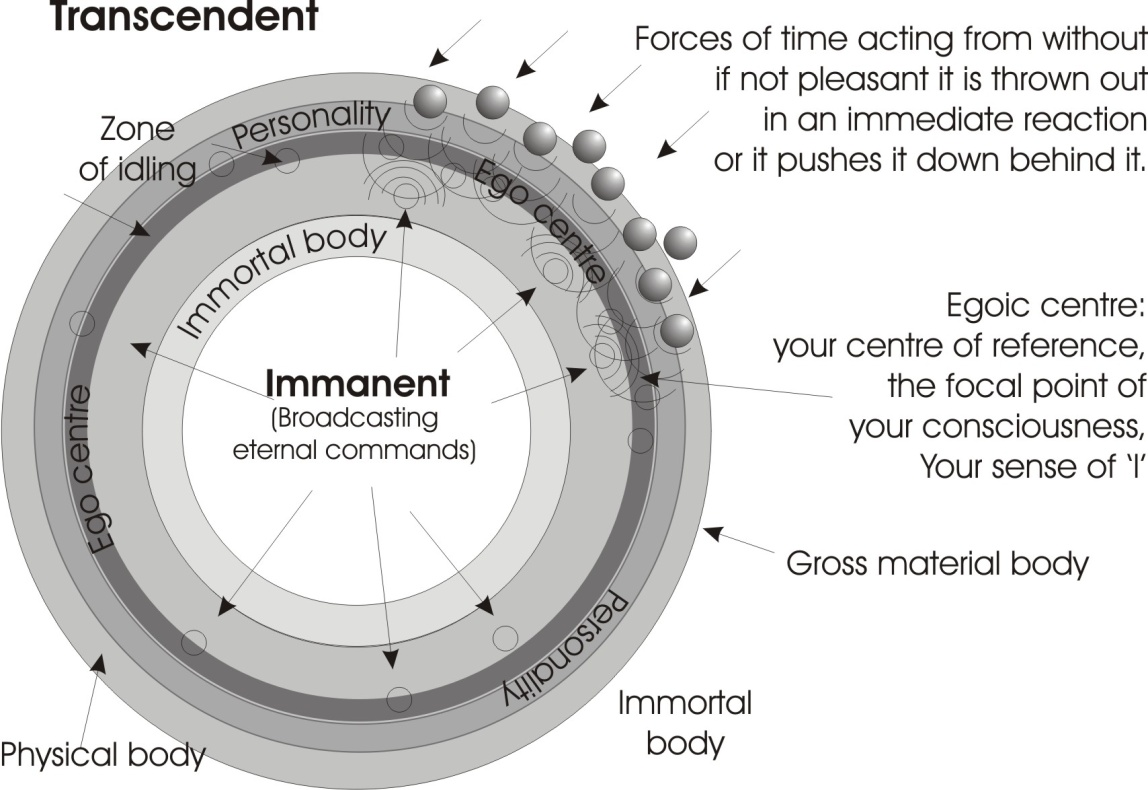 Transcendent
Forces of time acting from without
if not pleasant it is thrown out
in an immediate reaction
or it pushes it down behind it.
Zone
of idling
Personality
Ego centre
Immortal body
Immanent
(Broadcasting
eternal commands)
Egoic centre:
your centre of reference,
the focal point of
your consciousness,
Your sense of ‘I’
Ego centre
Gross material body
Personality
Immortal
body
Physical body